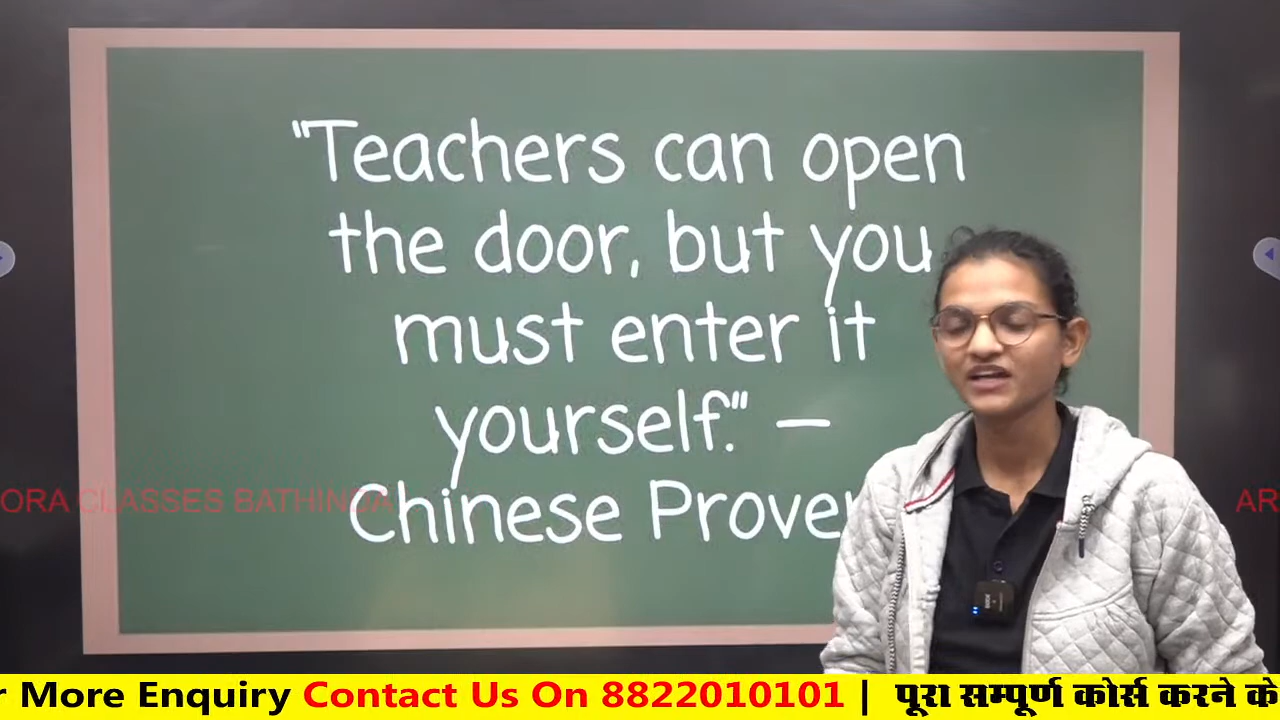 "Teachers can open
the door, but you
must enter it
yourself." –
Chinese
ORA CLASSES BATHINDA
More Enquiry Contact Us On 8822010101 | पूरा सम्पूर्ण कोर्स करने के